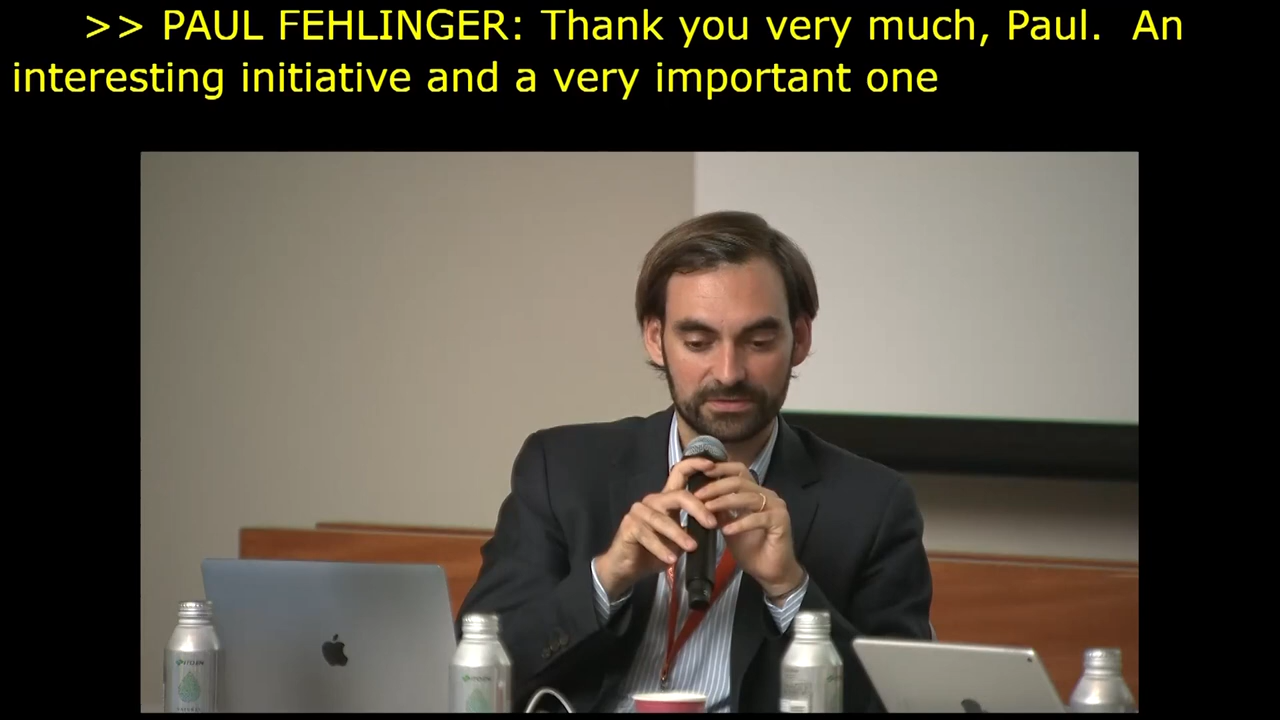 >> PAUL FEHLINGER: Thank you very much, Paul.  An
interesting initiative and a very important one